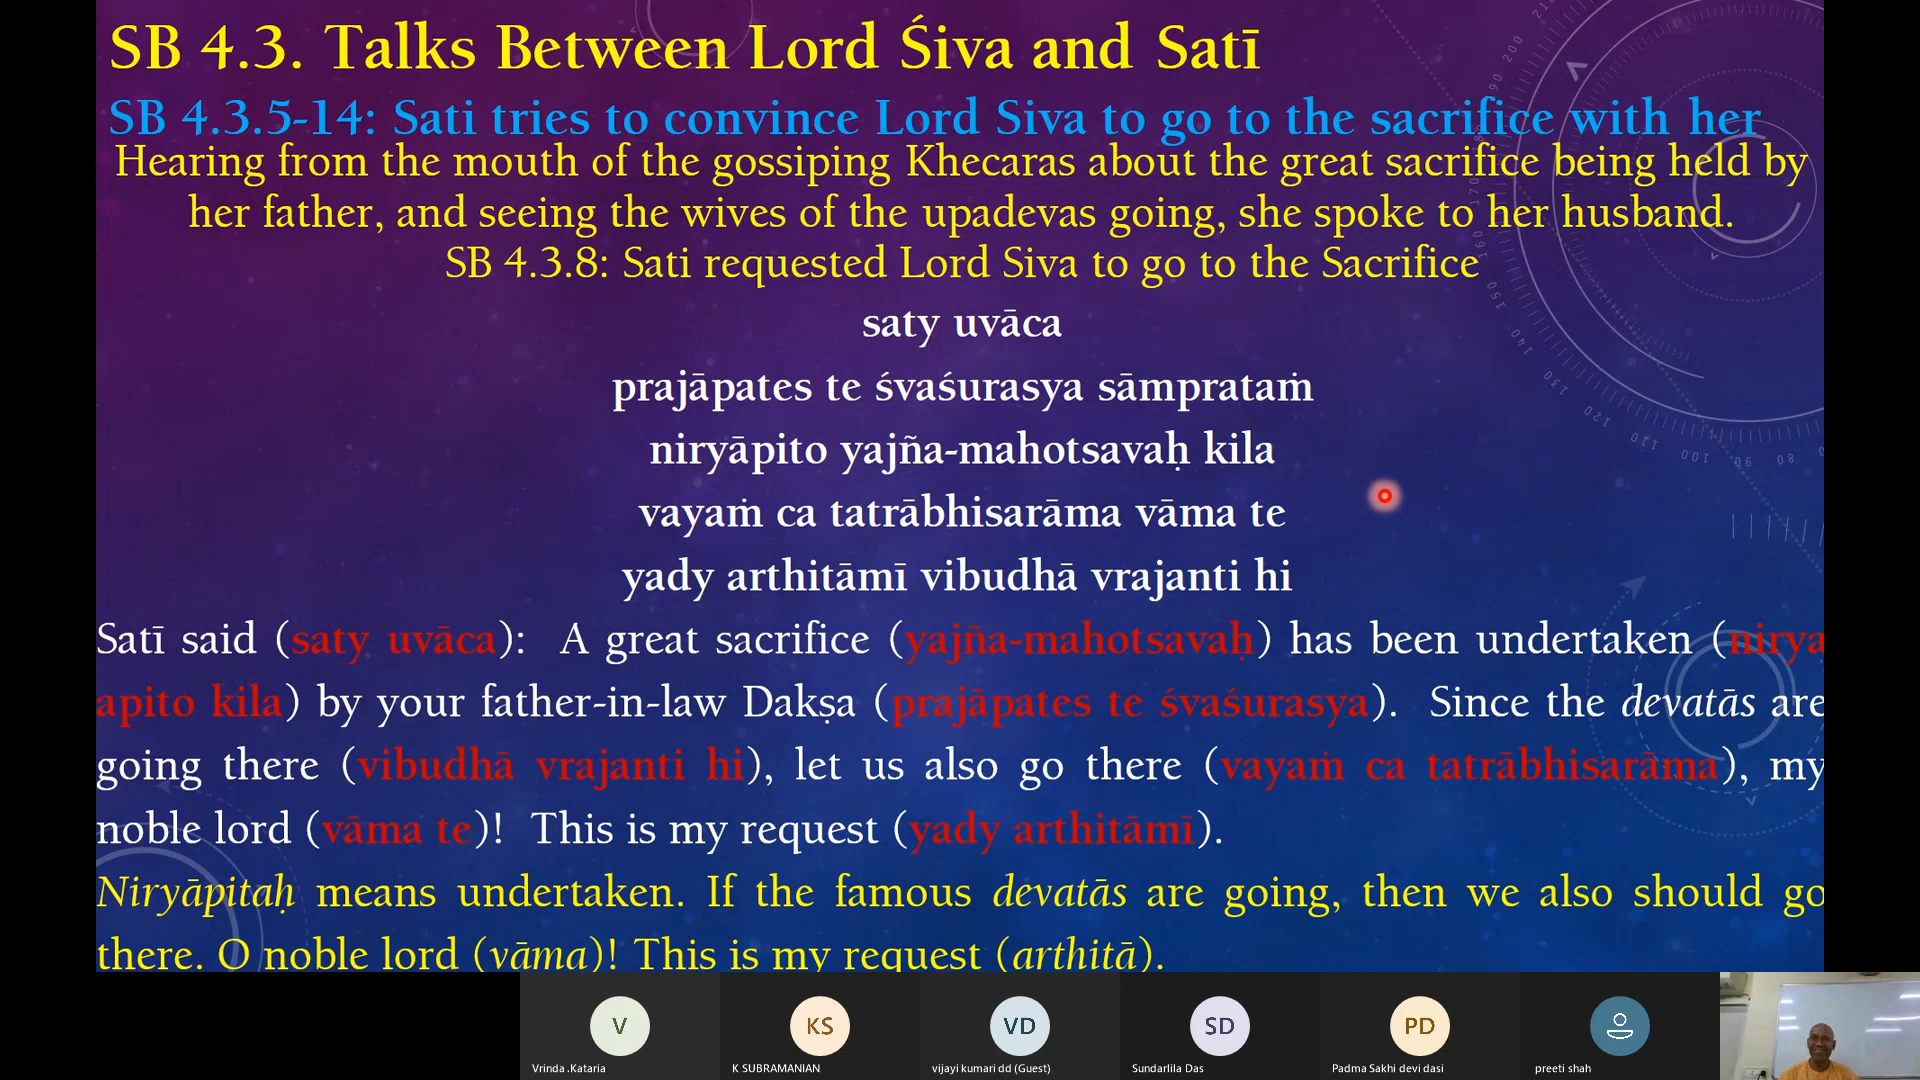 SB 4.3. Talks Between Lord Śiva and Satī
SB 4.3.5-14: Sati tries to convince Lord Siva to go to the sacrifice with her
Hearing from the mouth of the gossiping Khecaras about the great sacrifice being held by
her father, and seeing the wives of the upadevas going, she spoke to her husband.
SB 4.3.8: Sati requested Lord Siva to go to the Sacrifice
saty uvāca
prajāpates te śvaśurasya sāmprataṁ
niryāpito yajña-mahotsavaḥ kila
vayaṁ ca tatrābhisarāma vāma te
yady arthitāmī vibudhā vrajanti hi
Satī said (saty uvāca): A great sacrifice (yajña-mahotsavaḥ) has been undertaken (nirya
apito kila) by your father-in-law Dakṣa (prajāpates te śvaśurasya). Since the devatās are
going there (vibudhā vrajanti hi), let us also go there (vayaṁ ca tatrābhisarāma), my
noble lord (vāma te)! This is my request (yady arthitāmī).
Niryāpitaḥ means undertaken. If the famous devatās are going, then we also should go
there. O noble lord (vāma)! This is my request (arthitā).
V
KS
VD
SD
PD
Vrinda .Kataria
K SUBRAMANIAN
vijayi kumari dd (Guest)
Sundarlila Das
Padma Sakhi devi dasi
preeti shah